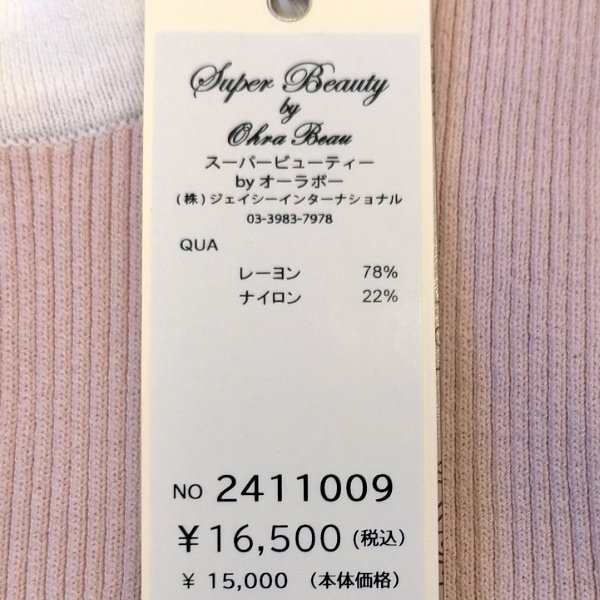 Super Beauty
by
Ohra Beau
スーパービューティー
by オーラボー
(株)ジェイシーインターナショナル
03-3983-7978
QUA
レーヨン 78%
ナイロン 22%
NO 2411009
¥16,500 (税込)
¥ 15,000 (本体価格)